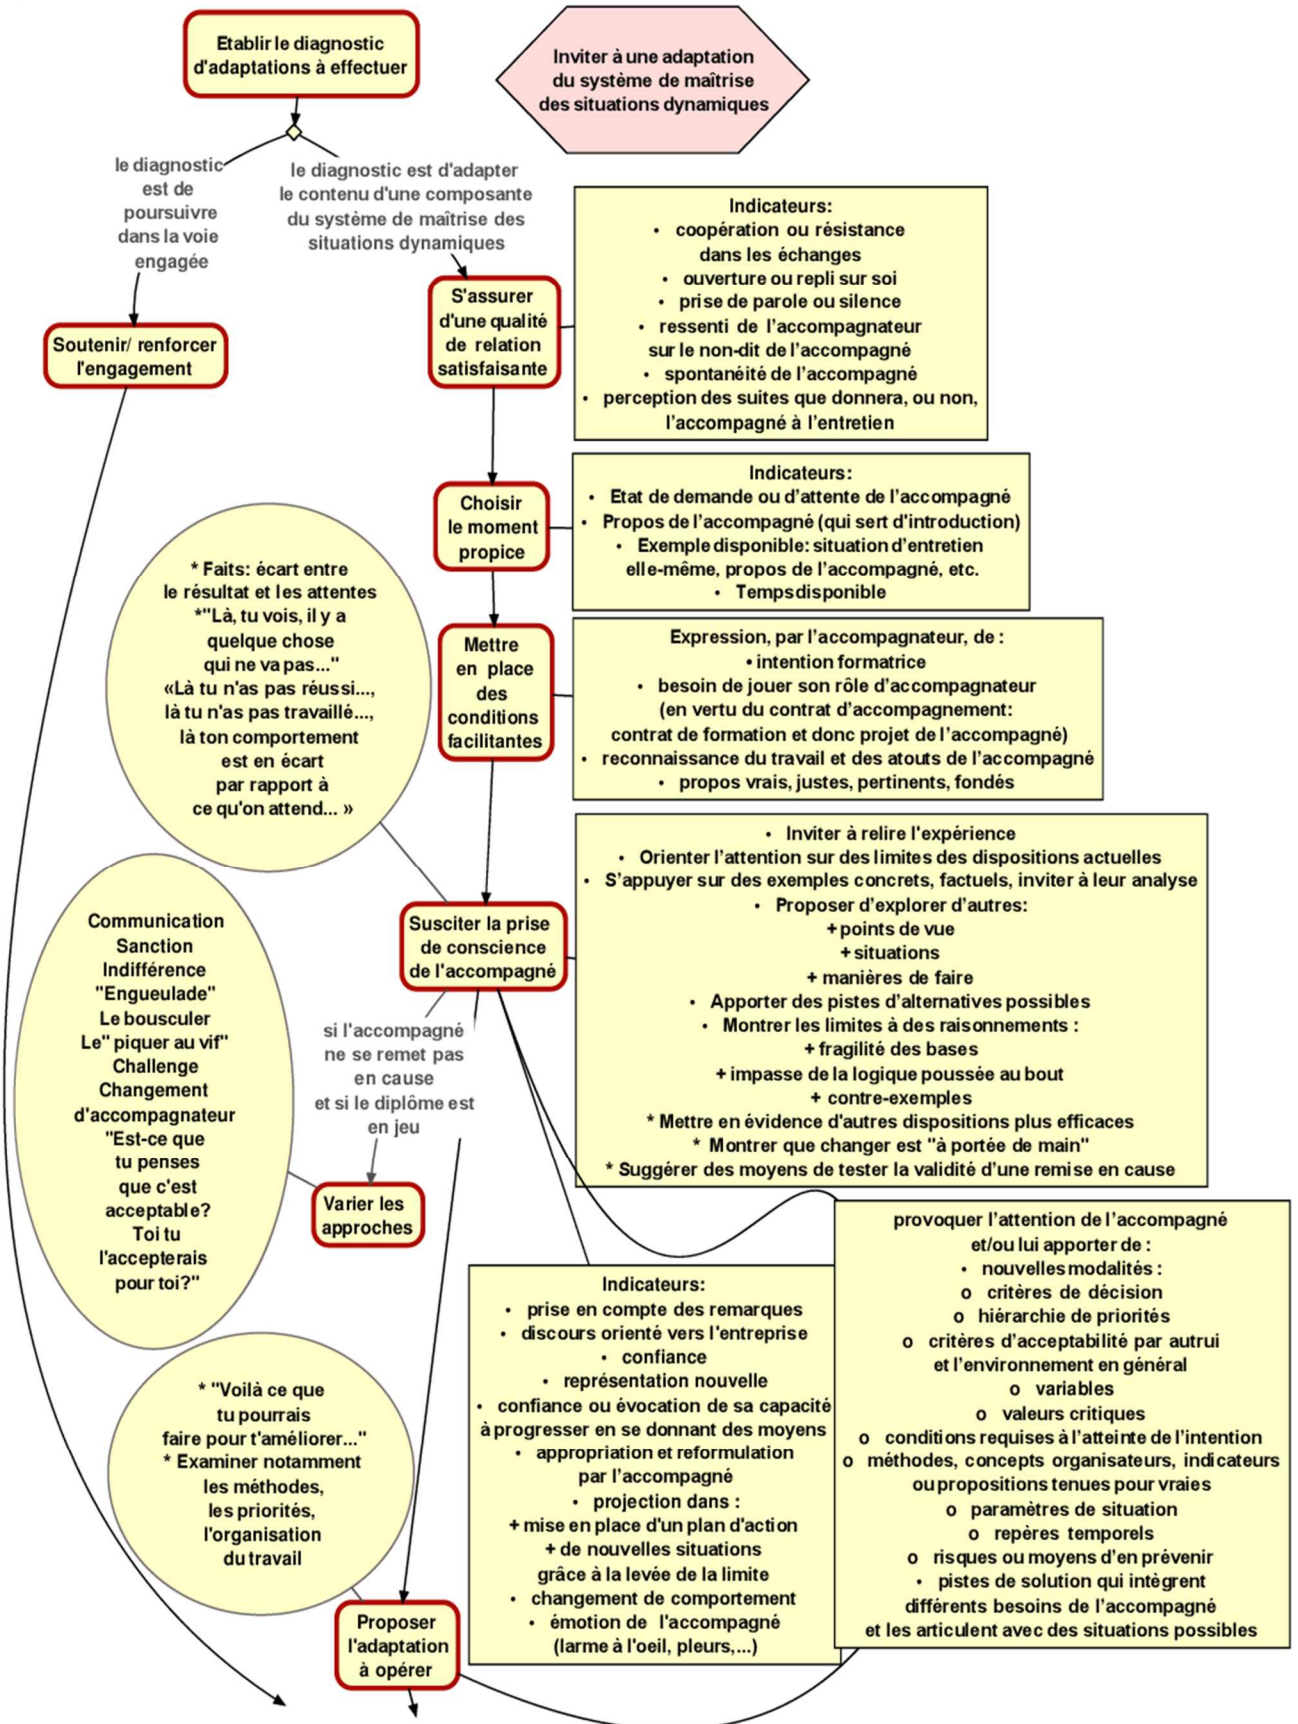 Etablir le diagnostic
d'adaptations à effectuer
Inviter à une adaptation
du système de maîtrise
des situations dynamiques
le diagnostic
est de
poursuivre
dans la voie
engagée
le diagnostic est d'adapter
le contenu d'une composante
du système de maîtrise des
situations dynamiques
Soutenir/ renforcer
l'engagement
S'assurer
d'une qualité
de relation
satisfaisante
Indicateurs:
• coopération ou résistance
dans les échanges
• ouverture ou repli sur soi
• prise de parole ou silence
• ressenti de l’accompagnateur
sur le non-dit de l’accompagné
• spontanéité de l’accompagné
• perception des suites que donnera, ou non,
l’accompagné à l’entretien
Choisir
le moment
propice
Indicateurs:
• Etat de demande ou d’attente de l’accompagné
• Propos de l’accompagné (qui sert d'introduction)
• Exemple disponible: situation d’entretien
elle-même, propos de l’accompagné, etc.
• Temps disponible
Mettre
en place
des
conditions
facilitantes
Expression, par l’accompagnateur, de :
• intention formatrice
• besoin de jouer son rôle d’accompagnateur
(en vertu du contrat d’accompagnement:
contrat de formation et donc projet de l’accompagné)
• reconnaissance du travail et des atouts de l’accompagné
• propos vrais, justes, pertinents, fondés
* Faits: écart entre
le résultat et les attentes
*"Là, tu vois, il y a
quelque chose
qui ne va pas..."
«Là tu n'as pas réussi...,
là tu n'as pas travaillé...,
là ton comportement
est en écart
par rapport à
ce qu'on attend... »
Susciter la prise
de conscience
de l'accompagné
• Inviter à relire l'expérience
• Orienter l’attention sur des limites des dispositions actuelles
• S’appuyer sur des exemples concrets, factuels, inviter à leur analyse
• Proposer d’explorer d’autres:
+ points de vue
+ situations
+ manières de faire
• Apporter des pistes d’alternatives possibles
• Montrer les limites à des raisonnements :
+ fragilité des bases
+ impasse de la logique poussée au bout
+ contre-exemples
* Mettre en évidence d'autres dispositions plus efficaces
* Montrer que changer est "à portée de main"
* Suggérer des moyens de tester la validité d’une remise en cause
Communication
Sanction
Indifférence
"Engueulade"
Le bousculer
Le" piquer au vif"
Challenge
Changement
d'accompagnateur
"Est-ce que
tu penses
que c'est
acceptable?
Toi tu
l'accepterais
pour toi?"
si l'accompagné
ne se remet pas
en cause
et si le diplôme est
en jeu
Varier les
approches
Indicateurs:
• prise en compte des remarques
• discours orienté vers l'entreprise
• confiance
• représentation nouvelle
• confiance ou évocation de sa capacité
à progresser en se donnant des moyens
• appropriation et reformulation
par l’accompagné
• projection dans :
+ mise en place d'un plan d'action
+ de nouvelles situations
grâce à la levée de la limite
• changement de comportement
• émotion de l'accompagné
(larme à l'oeil, pleurs,...)
provoquer l’attention de l’accompagné
et/ou lui apporter de :
• nouvelles modalités :
o critères de décision
o hiérarchie de priorités
o critères d’acceptabilité par autrui
et l’environnement en général
o variables
o valeurs critiques
o conditions requises à l’atteinte de l’intention
o méthodes, concepts organisateurs, indicateurs
ou propositions tenues pour vraies
o paramètres de situation
o repères temporels
o risques ou moyens d’en prévenir
• pistes de solution qui intègrent
différents besoins de l’accompagné
et les articulent avec des situations possibles
* "Voilà ce que
tu pourrais
faire pour t'améliorer..."
* Examiner notamment
les méthodes,
les priorités,
l'organisation
du travail
Proposer
l'adaptation
à opérer